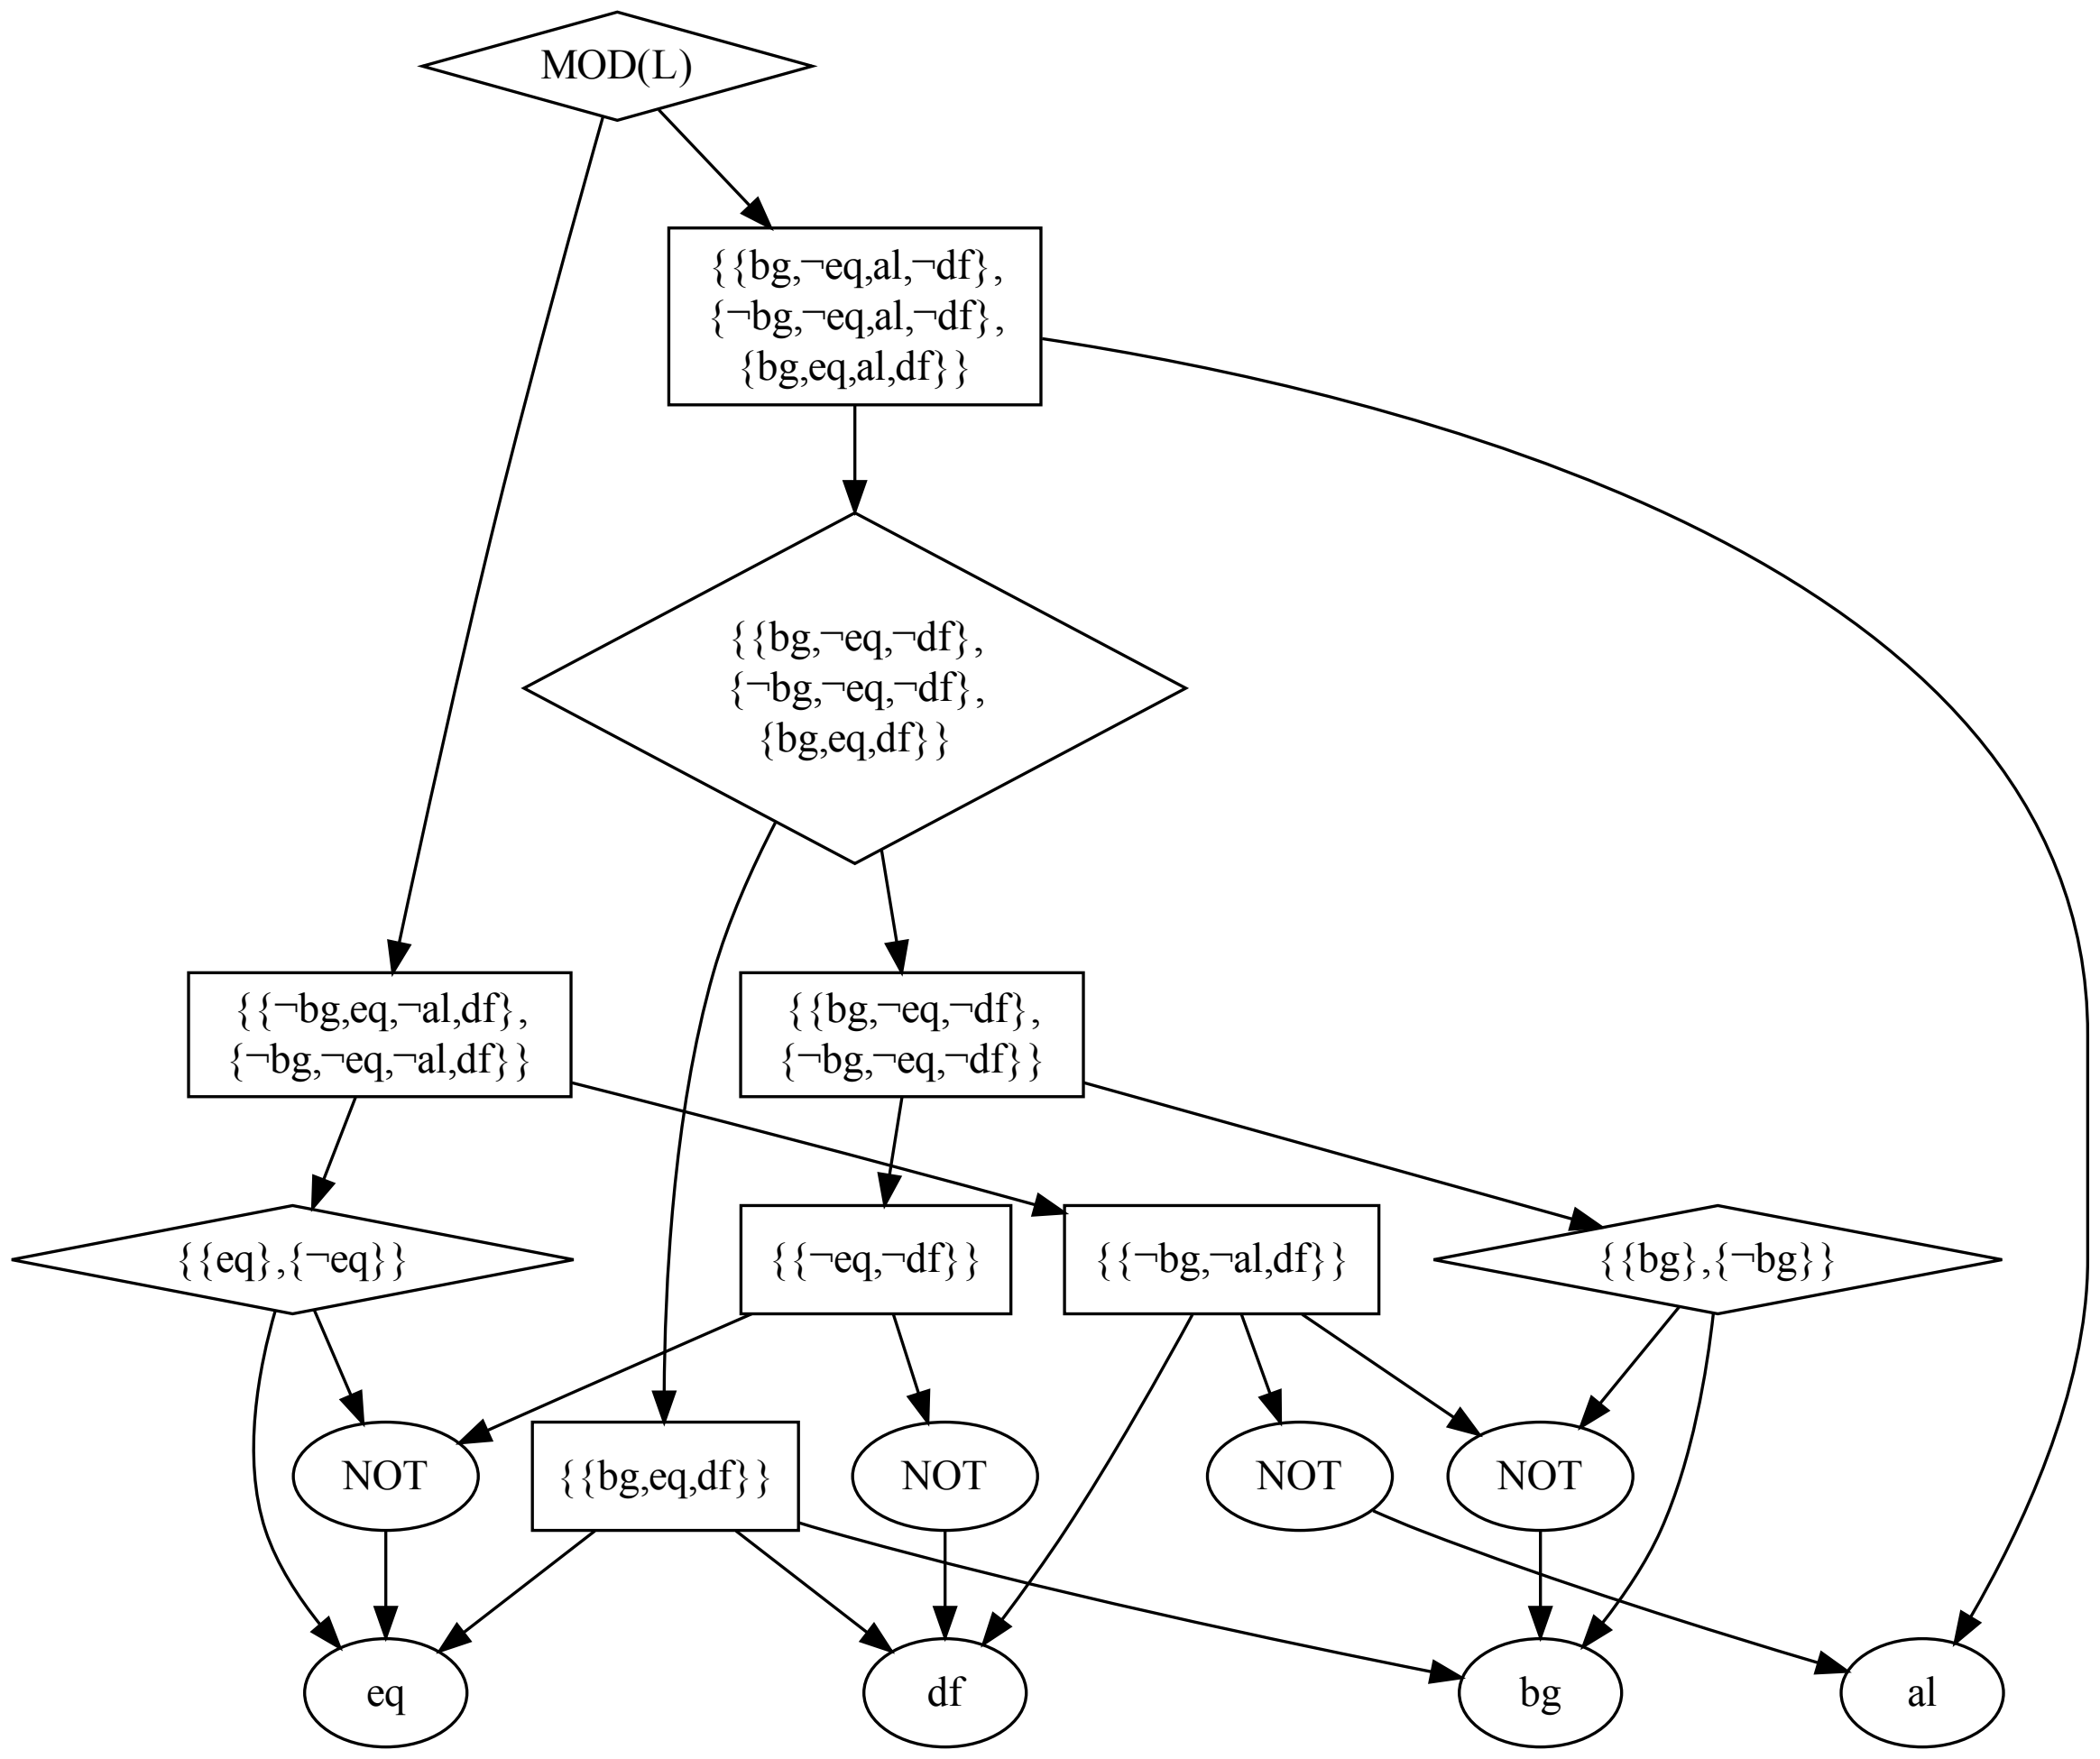 MOD(L)
{{bg,¬eq,al,¬df},
{¬bg,¬eq,al,¬df},
{bg,eq,al,df}}
{{bg,¬eq,¬df},
{¬bg,¬eq,¬df},
{bg,eq,df}}
{{¬bg,eq,¬al,df},
{¬bg,¬eq,¬al,df}}
{{bg,¬eq,¬df},
{¬bg,¬eq,¬df}}
{{eq},{¬eq}}
{{¬eq,¬df}}
{{¬bg,¬al,df}}
{{bg},{¬bg}}
NOT
{{bg,eq,df}}
NOT
NOT
NOT
eq
df
bg
al